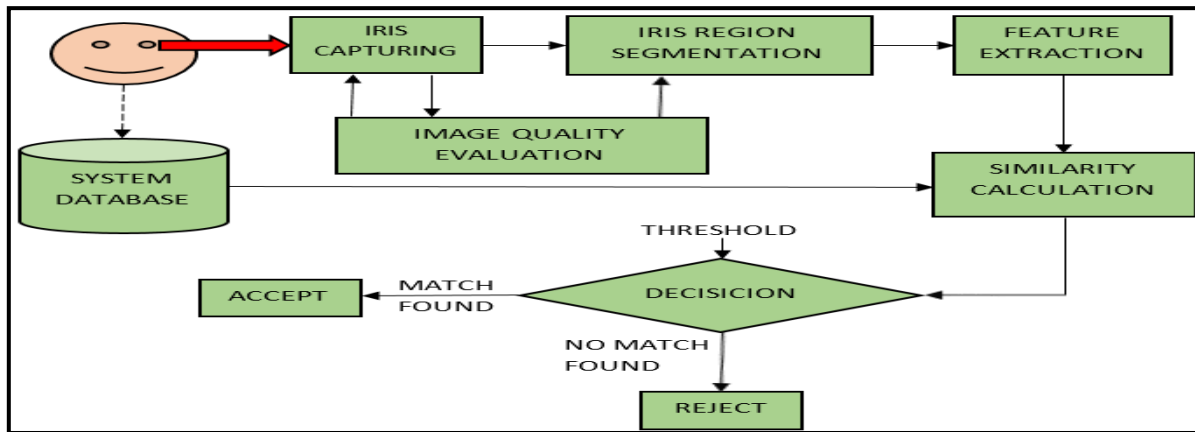 IRIS
CAPTURING
IRIS REGION
SEGMENTATION
FEATURE
EXTRACTION
IMAGE QUALITY
EVALUATION
SYSTEM
DATABASE
SIMILARITY
CALCULATION
THRESHOLD
DECISICION
MATCH
FOUND
ACCEPT
NO MATCH
FOUND
REJECT